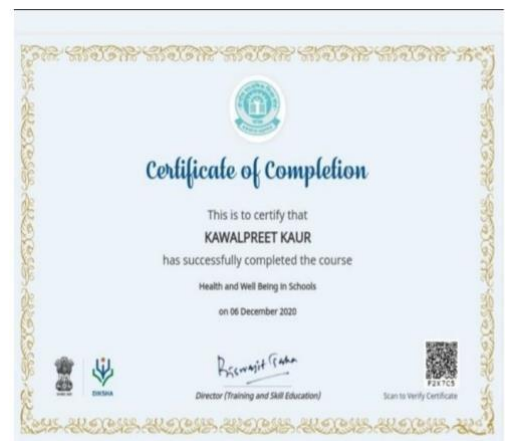 Certificate of Completion
This is to certify that
KAWALPREET KAUR
has successfully completed the course
Health and Well Being in Schools
on 06 December 2020
Director (Training and Skill Education)
DIKSHA
P2X7C5
Scan to Verify Certificate